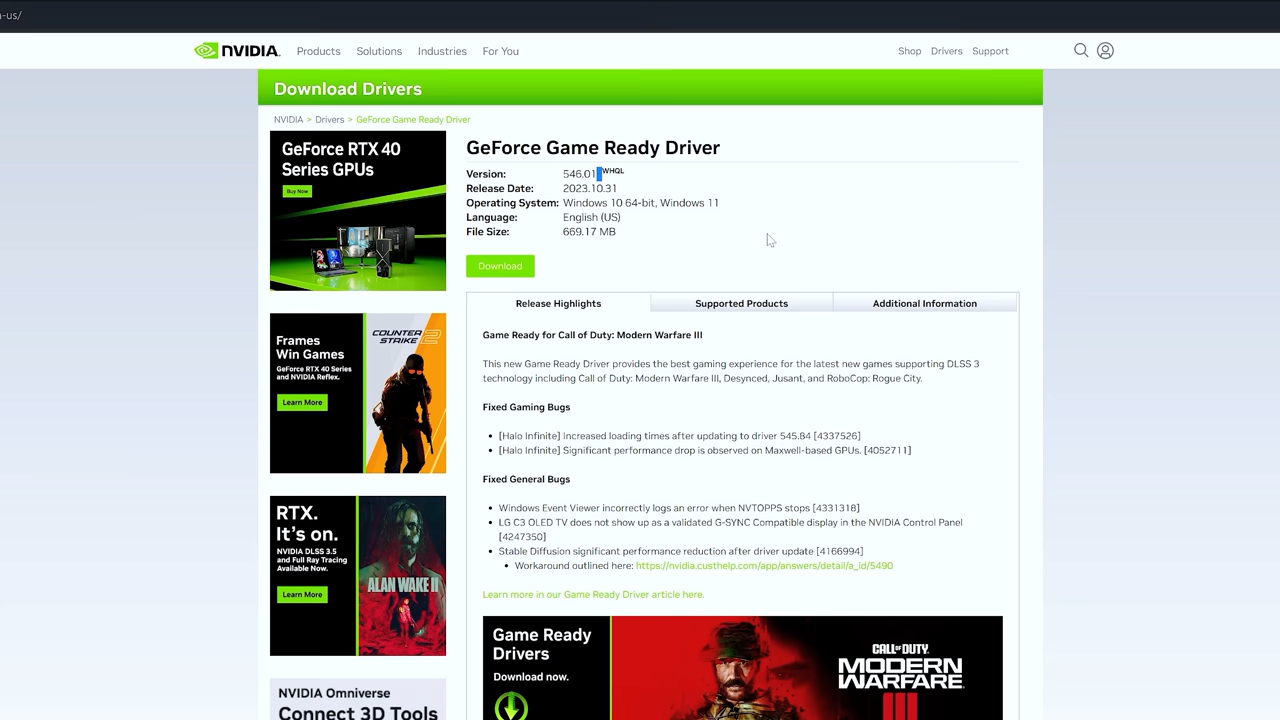 n-us/
NVIDIA. Products Solutions Industries For You Shop Drivers Support
Download Drivers
NVIDIA > Drivers > GeForce Game Ready Driver
GeForce RTX 40
Series GPUs
Buy Now
GeForce Game Ready Driver
Version: 546.01 WHQL
Release Date: 2023.10.31
Operating System: Windows 10 64-bit, Windows 11
Language: English (US)
File Size: 669.17 MB
Download
Release Highlights Supported Products Additional Information
Game Ready for Call of Duty: Modern Warfare III
This new Game Ready Driver provides the best gaming experience for the latest new games supporting DLSS 3
technology including Call of Duty: Modern Warfare III, Desynced, Jusant, and RoboCop: Rogue City.
Fixed Gaming Bugs
• [Halo Infinite] Increased loading times after updating to driver 545.84 [4337526]
• [Halo Infinite] Significant performance drop is observed on Maxwell-based GPUs. [4052711]
Fixed General Bugs
• Windows Event Viewer incorrectly logs an error when NVTOPPS stops [4331318]
• LG C3 OLED TV does not show up as a validated G-SYNC Compatible display in the NVIDIA Control Panel
[4247350]
• Stable Diffusion significant performance reduction after driver update [4166994]
• Workaround outlined here: https://nvidia.custhelp.com/app/answers/detail/a_id/5490
Learn more in our Game Ready Driver article here.
Frames
Win Games
GeForce RTX 40 Series
and NVIDIA Reflex.
Learn More
COUNTER
STRIKE 2
RTX.
It's on.
NVIDIA DLSS 3.5
and Full Ray Tracing
Available Now.
Learn More
ALAN WAKE II
NVIDIA Omniverse
Connect 3D Tools
Game Ready
Drivers
Download now.
CALL OF DUTY.
MODERN
WARFARE
III